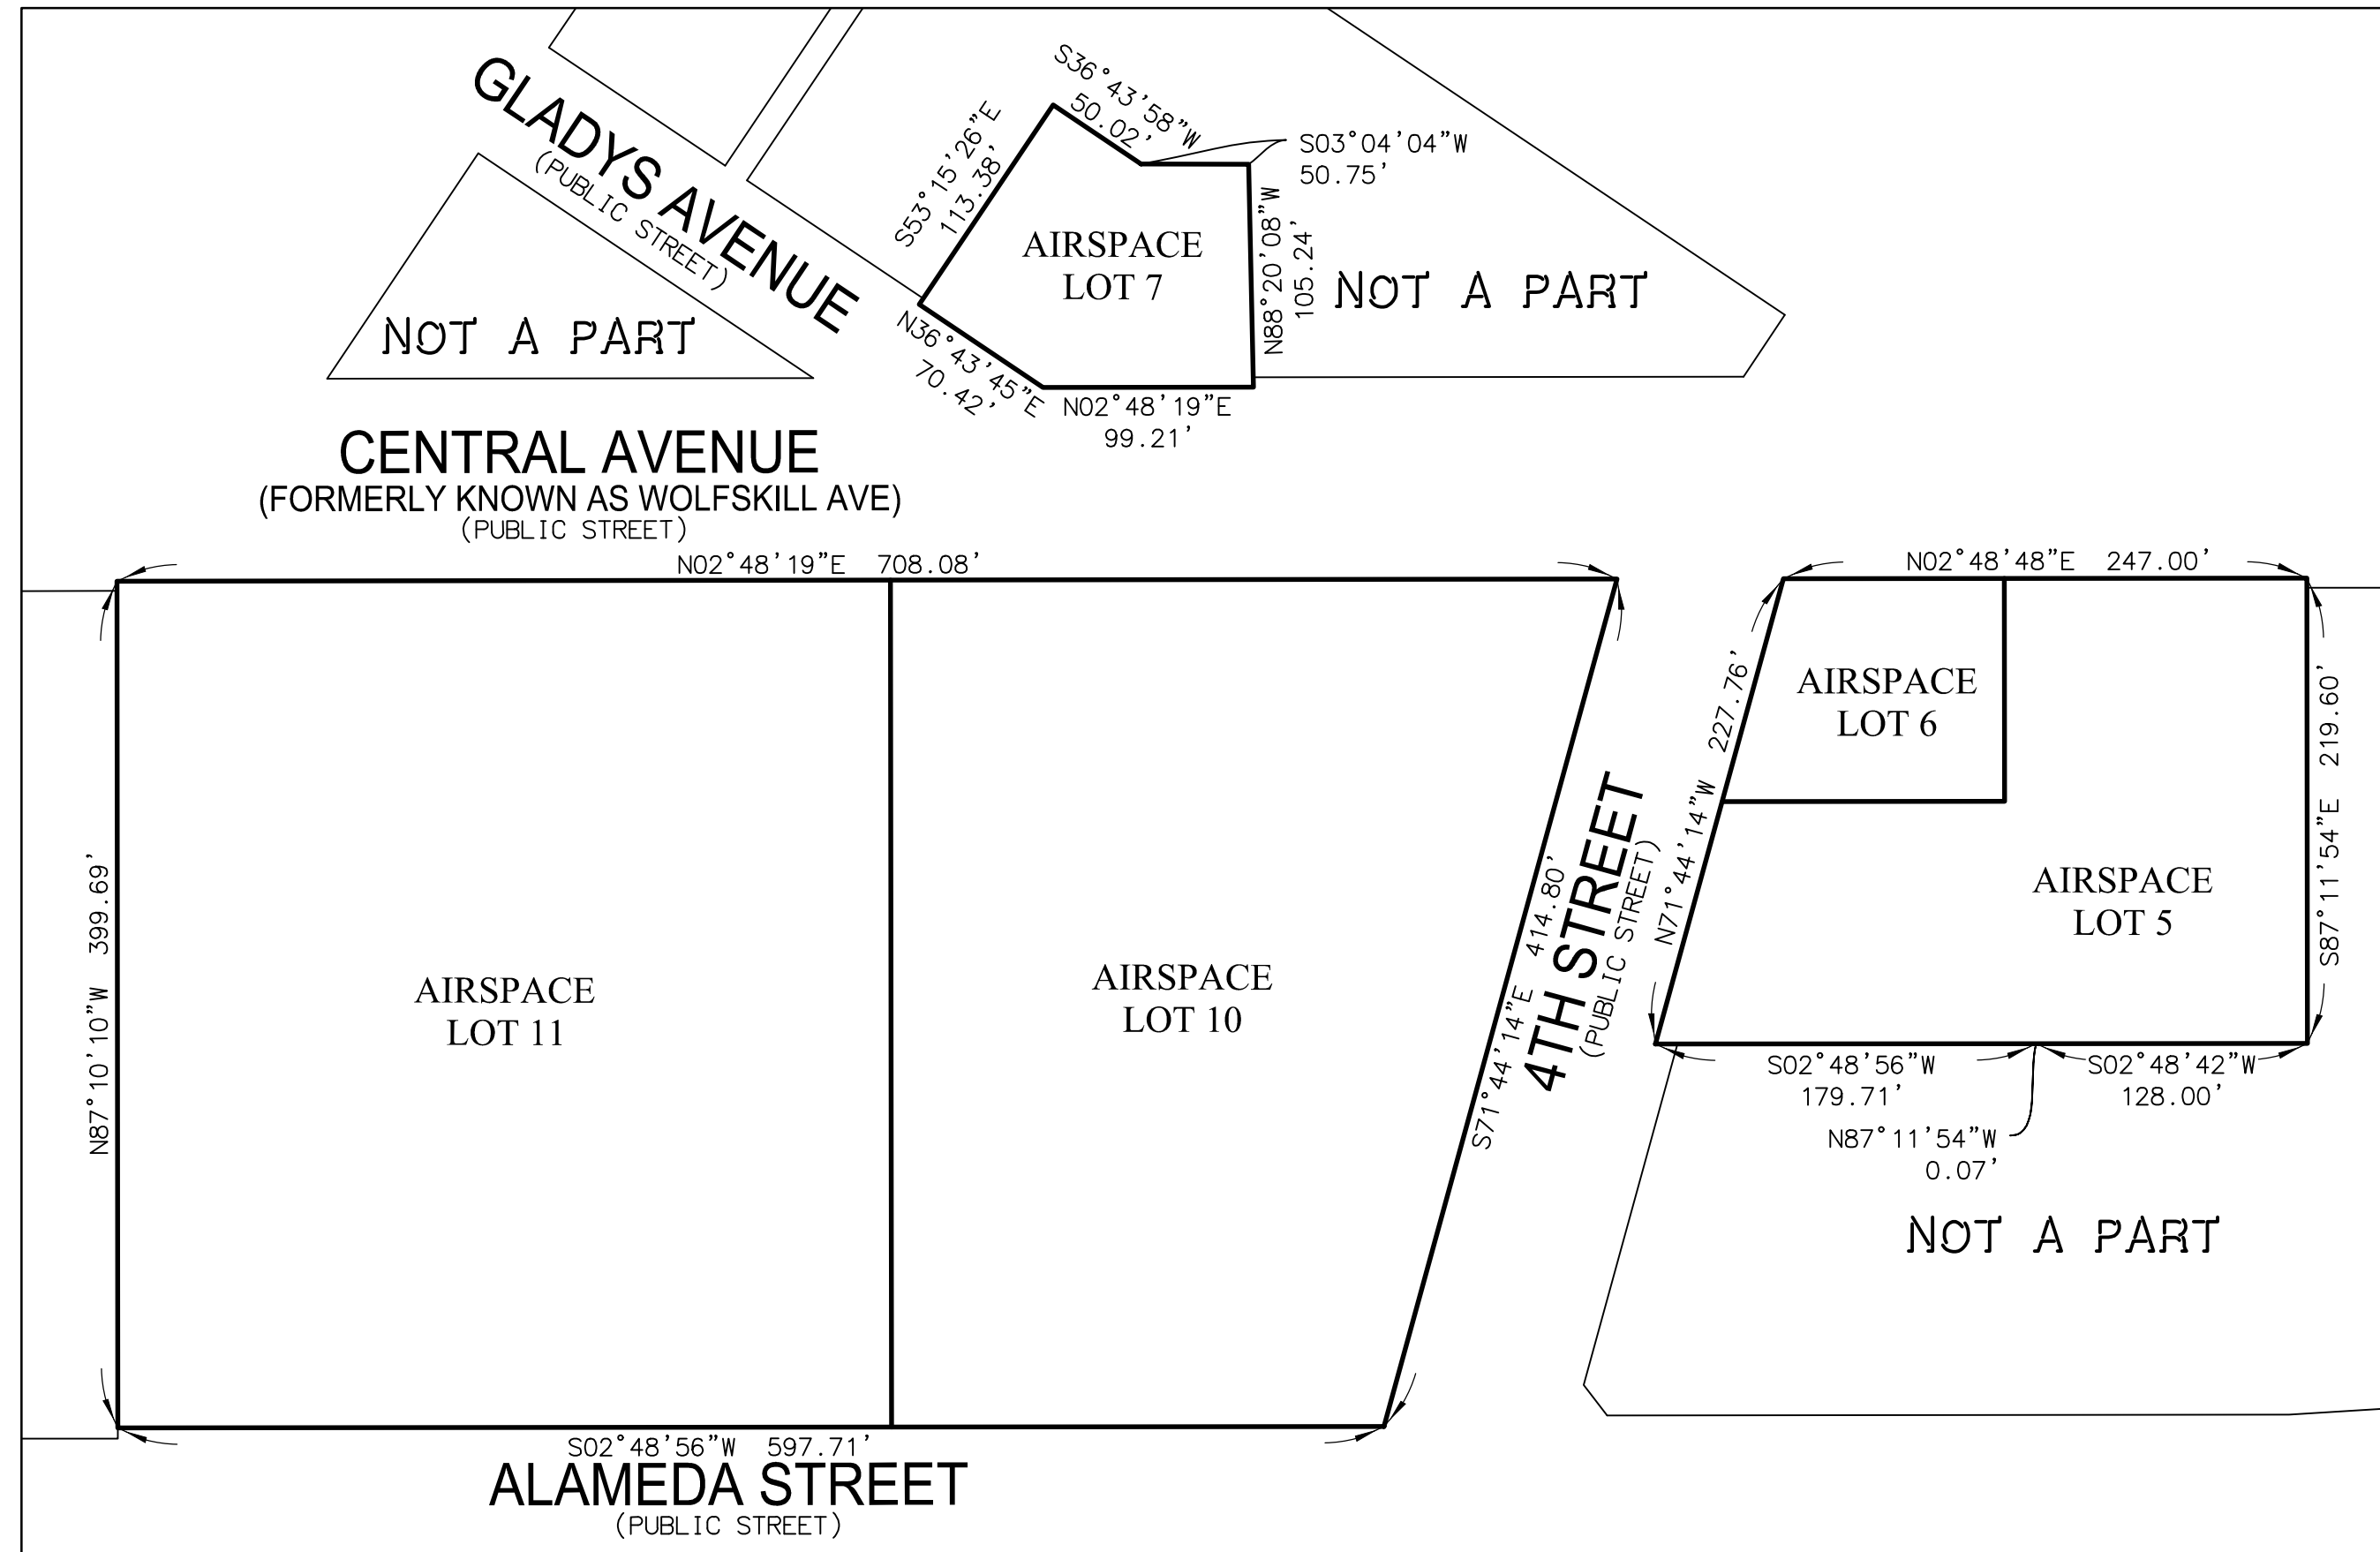 GLADYS AVENUE
(PUBLIC STREET)
S36°43'58"W
50.02'
S03°04'04"W
50.75'
S53°15'26"E
113.38'
AIRSPACE
LOT 7
N88°20'08"W
105.24'
NOT A PART
NOT A PART
N36°43'45"E
70.42'
N02°48'19"E
99.21'
CENTRAL AVENUE
(FORMERLY KNOWN AS WOLFSKILL AVE)
(PUBLIC STREET)
N02°48'19"E 708.08'
N02°48'48"E 247.00'
N87°10'10"W 399.69'
AIRSPACE
LOT 11
AIRSPACE
LOT 10
S71°44'14"E 414.80'
4TH STREET
(PUBLIC STREET)
N71°44'14"W 227.76'
AIRSPACE
LOT 6
AIRSPACE
LOT 5
S87°11'54"E 219.60'
S02°48'56"W
179.71'
S02°48'42"W
128.00'
N87°11'54"W
0.07'
NOT A PART
S02°48'56"W 597.71'
ALAMEDA STREET
(PUBLIC STREET)